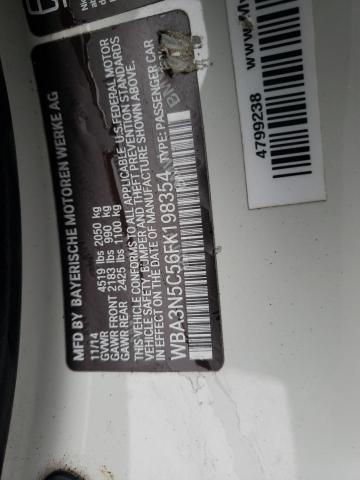 MFD BY BAYERISCHE MOTOREN WERKE AG
11/14
GVWR 4519 lbs 2050 kg
GAWR FRONT 2183 lbs 990 kg
GAWR REAR 2425 lbs 1100 kg
THIS VEHICLE CONFORMS TO ALL APPLICABLE U.S. FEDERAL MOTOR
VEHICLE SAFETY, BUMPER, AND THEFT PREVENTION STANDARDS
IN EFFECT ON THE DATE OF MANUFACTURE SHOWN ABOVE.
WBA3N5C56FK198354 TYPE: PASSENGER CAR
4799238